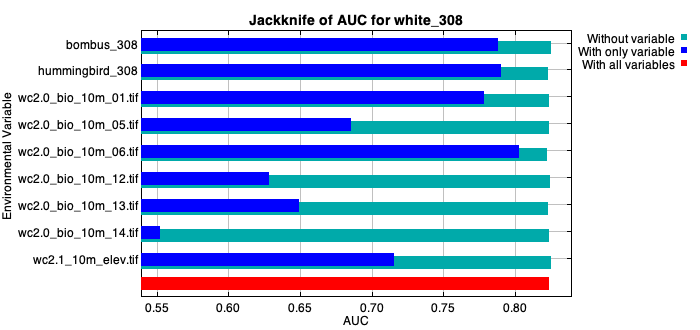 Jackknife of AUC for white_308
Without variable
With only variable
With all variables
Environmental Variable
bombus_308
hummingbird_308
wc2.0_bio_10m_01.tif
wc2.0_bio_10m_05.tif
wc2.0_bio_10m_06.tif
wc2.0_bio_10m_12.tif
wc2.0_bio_10m_13.tif
wc2.0_bio_10m_14.tif
wc2.1_10m_elev.tif
0.55 0.60 0.65 0.70 0.75 0.80
AUC